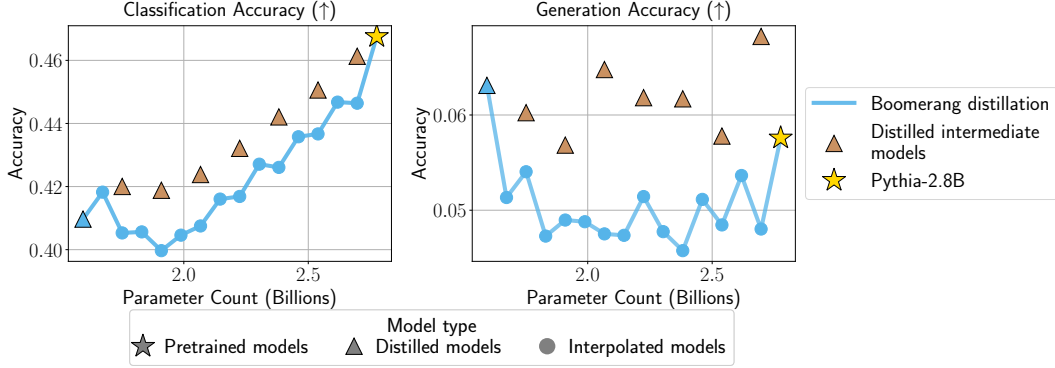 Classification Accuracy (↑)
Generation Accuracy (↑)
Accuracy
0.46
0.44
0.42
0.40
2.0
2.5
Parameter Count (Billions)
Accuracy
0.06
0.05
2.0
2.5
Parameter Count (Billions)
Boomerang distillation
Distilled intermediate
models
Pythia-2.8B
Model type
Pretrained models
Distilled models
Interpolated models